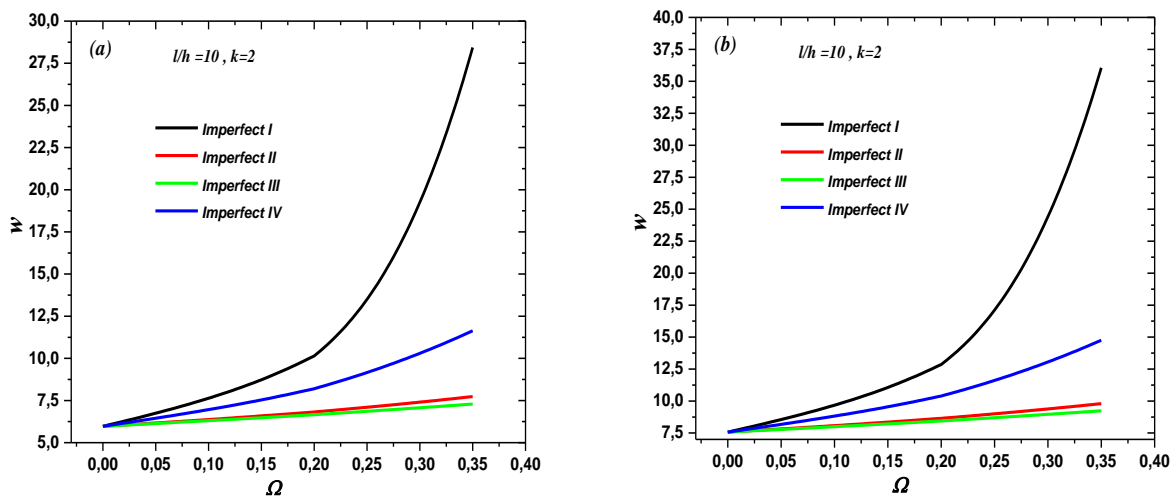 (a)
l/h =10 , k=2
Imperfect I
Imperfect II
Imperfect III
Imperfect IV
30,0
27,5
25,0
22,5
20,0
17,5
15,0
12,5
10,0
7,5
5,0
w
0,00 0,05 0,10 0,15 0,20 0,25 0,30 0,35 0,40
Ω
(b)
l/h =10 , k=2
Imperfect I
Imperfect II
Imperfect III
Imperfect IV
40,0
37,5
35,0
32,5
30,0
27,5
25,0
22,5
20,0
17,5
15,0
12,5
10,0
7,5
w
0,00 0,05 0,10 0,15 0,20 0,25 0,30 0,35 0,40
Ω